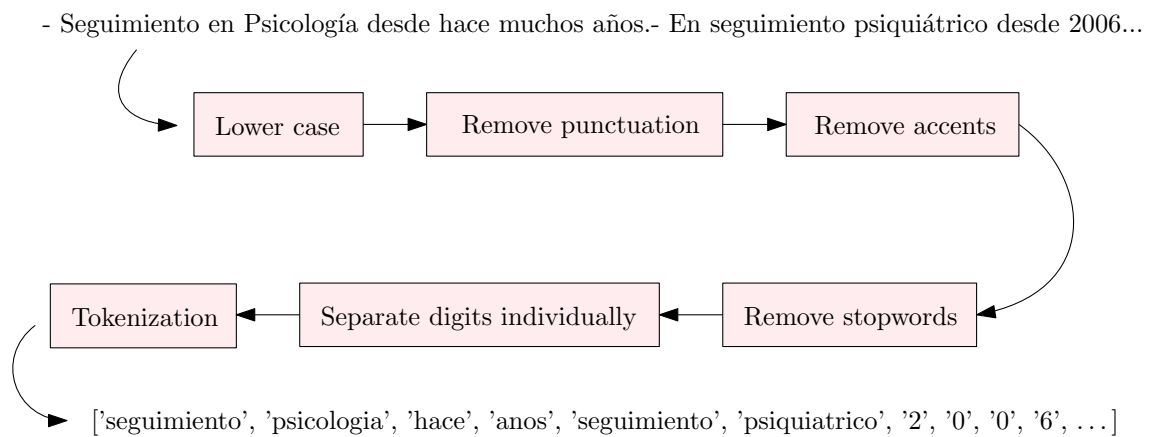 - Seguimiento en Psicología desde hace muchos años.- En seguimiento psiquiátrico desde 2006...
Lower case
Remove punctuation
Remove accents
Remove stopwords
Separate digits individually
Tokenization
['seguimiento', 'psicologia', 'hace', 'anos', 'seguimiento', 'psiquiatrico', '2', '0', '0', '6', ...]